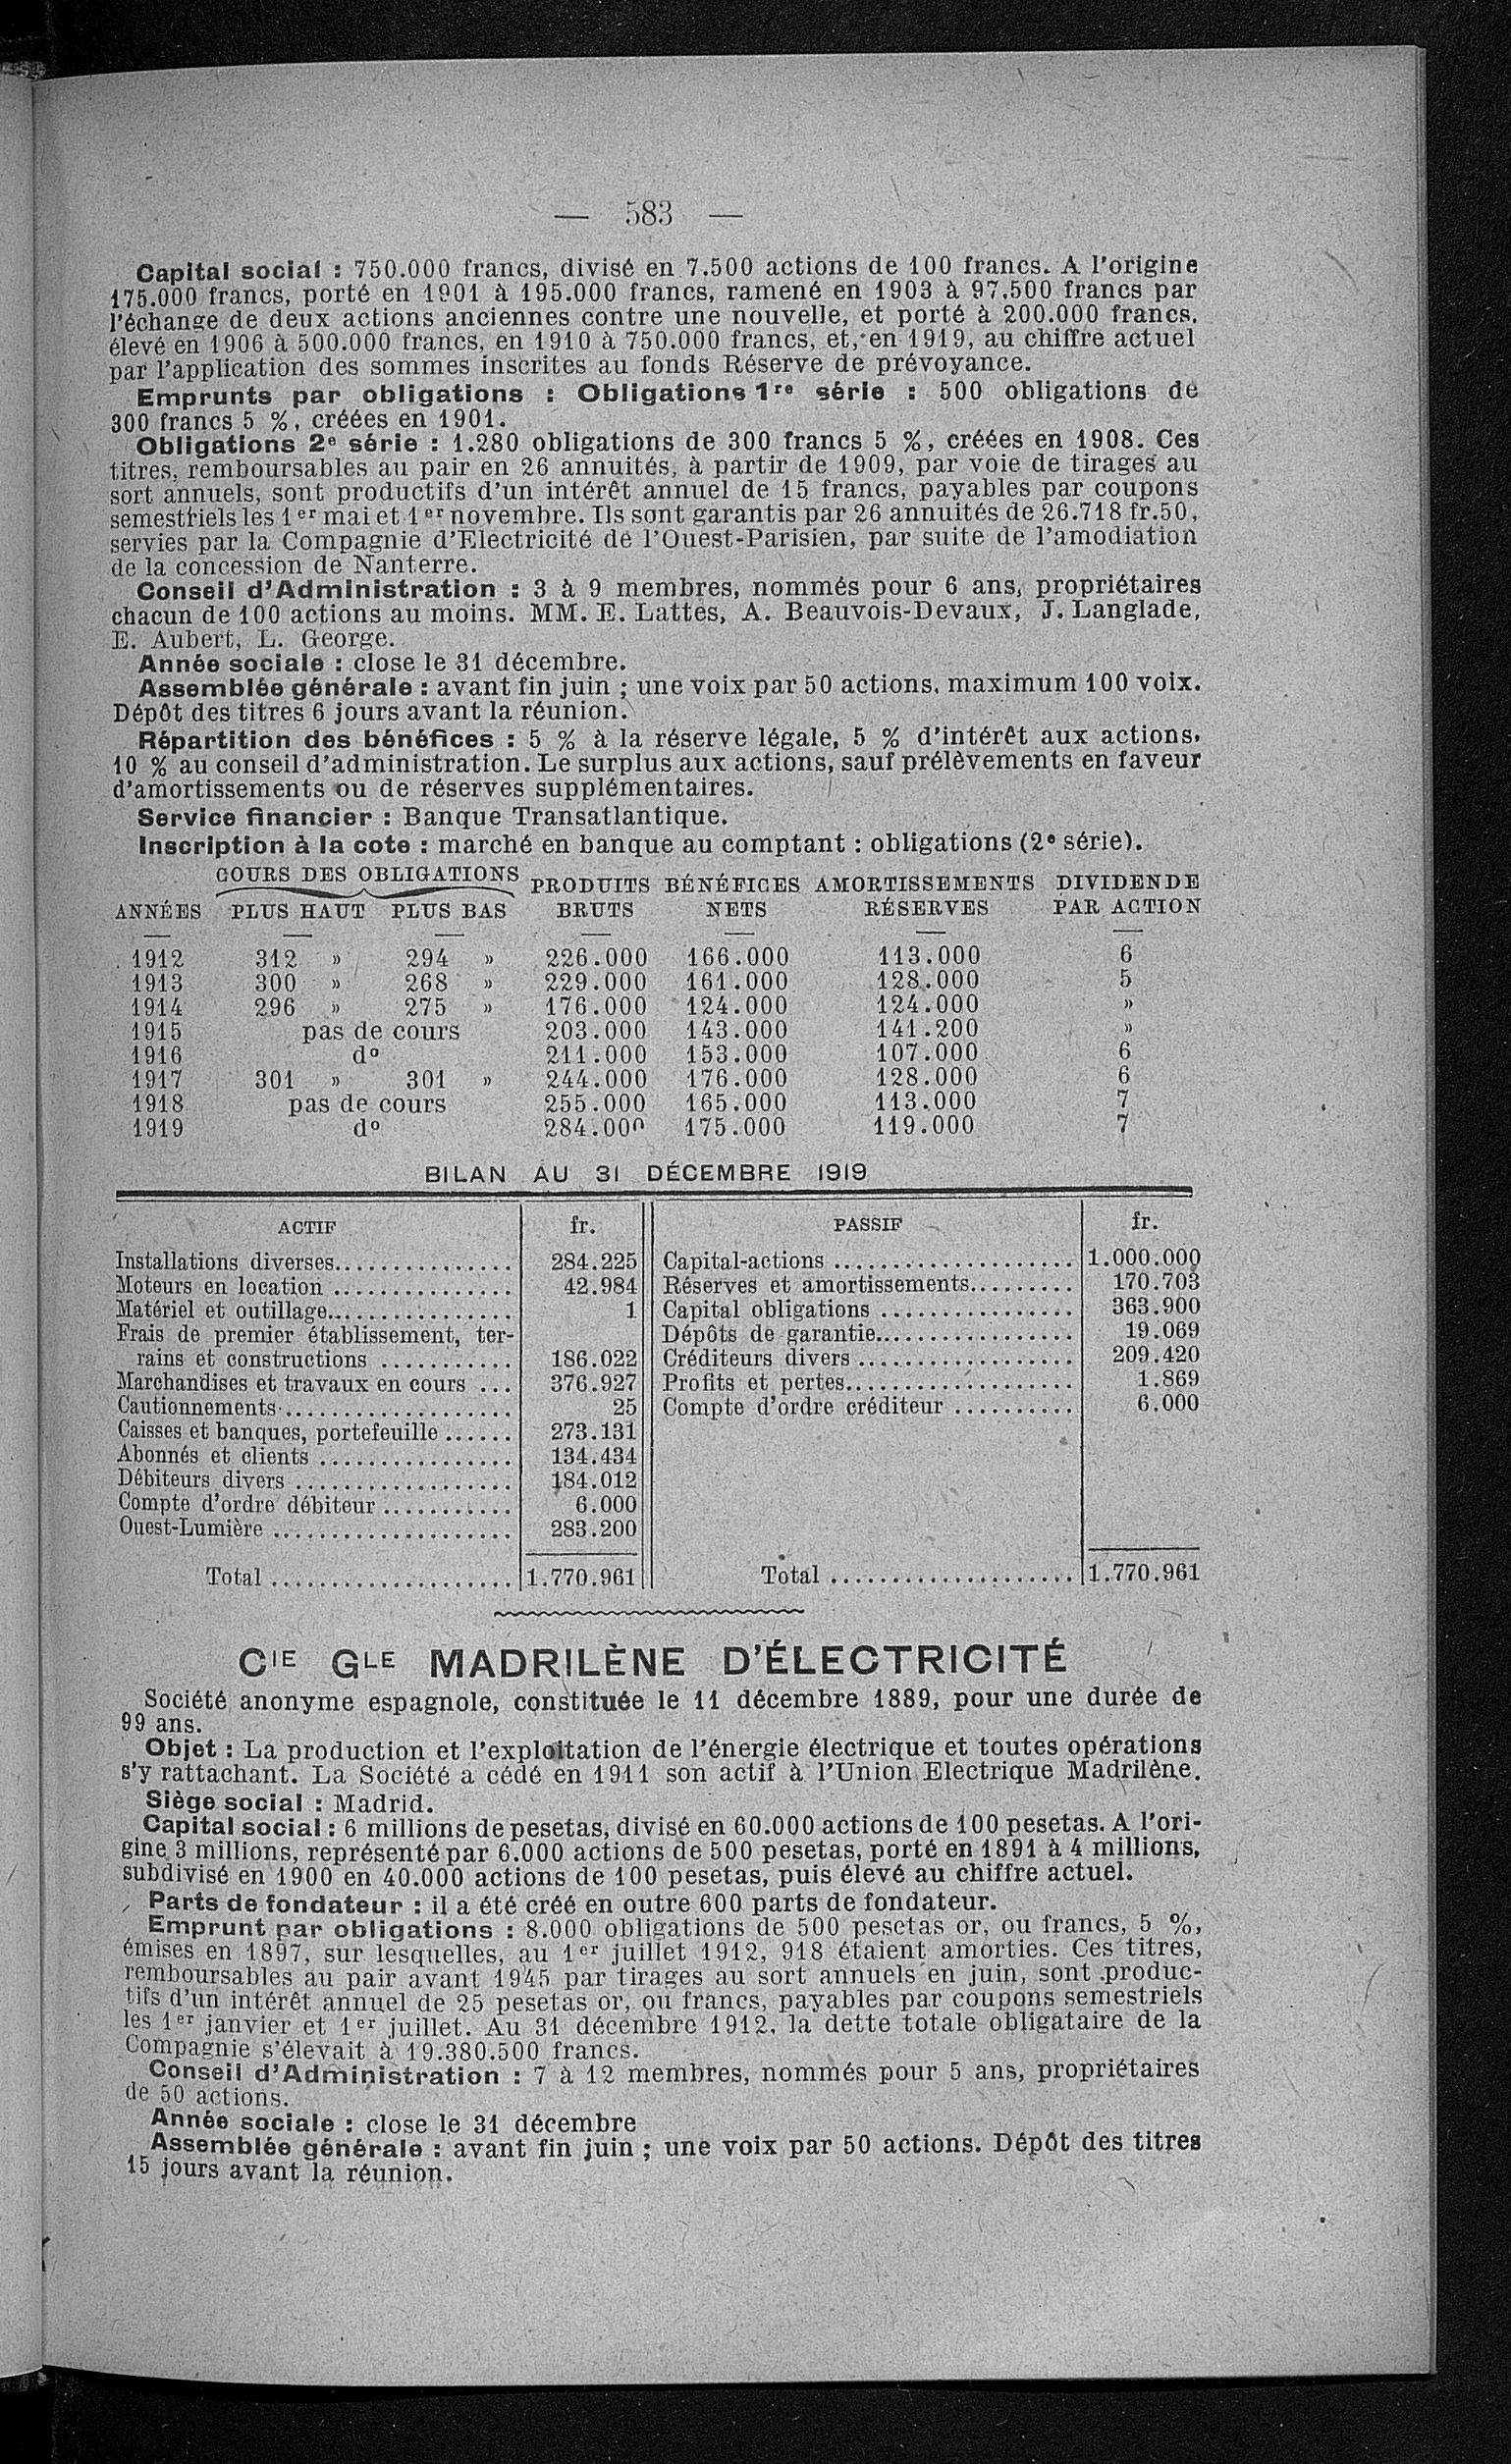 — 583 —
Capital social : 750.000 francs, divisé en 7.500 actions de 100 francs. A l'origine
175.000 francs, porté en 1901 à 195.000 francs, ramené en 1903 à 97.500 francs par
l'échange de deux actions anciennes contre une nouvelle, et porté à 200.000 francs,
élevé en 1906 à 500.000 francs, en 1910 à 750.000 francs, et, en 1919, au chiffre actuel
par l'application des sommes inscrites au fonds Réserve de prévoyance.
Emprunts par obligations : Obligations 1re série : 500 obligations de
300 francs 5 %, créées en 1901.
Obligations 2e série : 1.280 obligations de 300 francs 5 %, créées en 1908. Ces
titres, remboursables au pair en 26 annuités, à partir de 1909, par voie de tirages au
sort annuels, sont productifs d'un intérêt annuel de 15 francs, payables par coupons
semestriels les 1er mai et 1er novembre. Ils sont garantis par 26 annuités de 26.718 fr.50,
servies par la Compagnie d'Electricité de l'Ouest-Parisien, par suite de l'amodiation
de la concession de Nanterre.
Conseil d'Administration : 3 à 9 membres, nommés pour 6 ans, propriétaires
chacun de 100 actions au moins. MM. E. Lattès, A. Beauvois-Devaux, J. Langlade,
E. Aubert, L. George.
Année sociale : close le 31 décembre.
Assemblée générale : avant fin juin ; une voix par 50 actions, maximum 100 voix.
Dépôt des titres 6 jours avant la réunion.
Répartition des bénéfices : 5 % à la réserve légale, 5 % d'intérêt aux actions,
10 % au conseil d'administration. Le surplus aux actions, sauf prélèvements en faveur
d'amortissements ou de réserves supplémentaires.
Service financier : Banque Transatlantique.
Inscription à la cote : marché en banque au comptant : obligations (2e série).
COURS DES OBLIGATIONS PRODUITS BÉNÉFICES AMORTISSEMENTS DIVIDENDE
ANNÉES PLUS HAUT PLUS BAS BRUTS NETS RÉSERVES PAR ACTION
1912 312 » 294 » 226.000 166.000 113.000 6
1913 300 » 268 » 229.000 161.000 128.000 5
1914 296 » 275 » 176.000 124.000 124.000 »
1915 pas de cours 203.000 143.000 141.200 »
1916 do 211.000 153.000 107.000 6
1917 301 » 301 » 244.000 176.000 128.000 6
1918 pas de cours 255.000 165.000 113.000 7
1919 do 284.000 175.000 119.000 7
BILAN AU 31 DÉCEMBRE 1919
ACTIF fr. PASSIF fr.
Installations diverses............... 284.225 Capital-actions .................... 1.000.000
Moteurs en location ............... 42.984 Réserves et amortissements......... 170.703
Matériel et outillage................ 1 Capital obligations ................ 363.900
Frais de premier établissement, ter- Dépôts de garantie................. 19.069
rains et constructions ........... 186.022 Créditeurs divers .................. 209.420
Marchandises et travaux en cours ... 376.927 Profits et pertes................... 1.869
Cautionnements................... 25 Compte d'ordre créditeur .......... 6.000
Caisses et banques, portefeuille ...... 273.131
Abonnés et clients ................ 134.434
Débiteurs divers .................. 184.012
Compte d'ordre débiteur ........... 6.000
Ouest-Lumière .................... 283.200
Total .................... 1.770.961 Total .................... 1.770.961
CIE GLE MADRILÈNE D'ÉLECTRICITÉ
Société anonyme espagnole, constituée le 11 décembre 1889, pour une durée de
99 ans.
Objet : La production et l'exploitation de l'énergie électrique et toutes opérations
s'y rattachant. La Société a cédé en 1911 son actif à l'Union Electrique Madrilène.
Siège social : Madrid.
Capital social : 6 millions de pesetas, divisé en 60.000 actions de 100 pesetas. A l'ori-
gine 3 millions, représenté par 6.000 actions de 500 pesetas, porté en 1891 à 4 millions,
subdivisé en 1900 en 40.000 actions de 100 pesetas, puis élevé au chiffre actuel.
Parts de fondateur : il a été créé en outre 600 parts de fondateur.
Emprunt par obligations : 8.000 obligations de 500 pesetas or, ou francs, 5 %,
émises en 1897, sur lesquelles, au 1er juillet 1912, 918 étaient amorties. Ces titres,
remboursables au pair avant 1945 par tirages au sort annuels en juin, sont produc-
tifs d'un intérêt annuel de 25 pesetas or, ou francs, payables par coupons semestriels
les 1er janvier et 1er juillet. Au 31 décembre 1912, la dette totale obligataire de la
Compagnie s'élevait à 19.380.500 francs.
Conseil d'Administration : 7 à 12 membres, nommés pour 5 ans, propriétaires
de 50 actions.
Année sociale : close le 31 décembre
Assemblée générale : avant fin juin ; une voix par 50 actions. Dépôt des titres
15 jours avant la réunion.